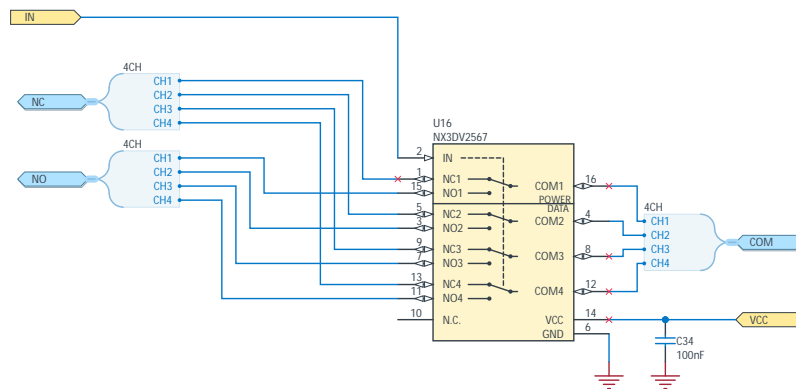 IN
4CH
CH1
CH2
CH3
CH4
NC
4CH
CH1
CH2
CH3
CH4
NO
U16
NX3DV2567
2 IN
1 NC1
15 NO1
COM1 16
POWER
DATA
5 NC2
3 NO2
COM2 4
9 NC3
7 NO3
COM3 8
13 NC4
11 NO4
COM4 12
10 N.C.
VCC 14
GND 6
4CH
CH1
CH2
CH3
CH4
COM
VCC
C34
100nF